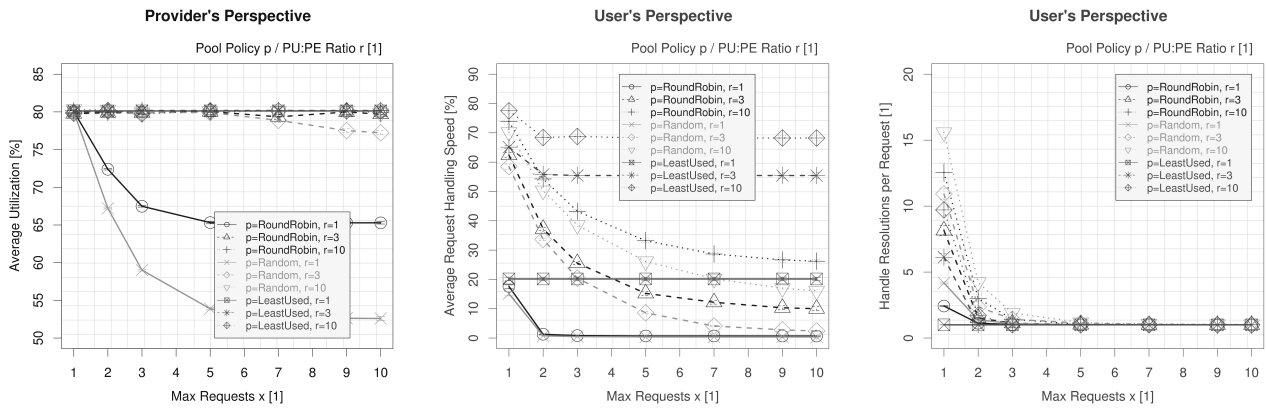 Provider's Perspective
Pool Policy p / PU:PE Ratio r [1]
Average Utilization [%]
85
80
75
70
65
60
55
50
p=RoundRobin, r=1
p=RoundRobin, r=3
p=RoundRobin, r=10
p=Random, r=1
p=Random, r=3
p=Random, r=10
p=LeastUsed, r=1
p=LeastUsed, r=3
p=LeastUsed, r=10
1 2 3 4 5 6 7 8 9 10
Max Requests x [1]
User's Perspective
Pool Policy p / PU:PE Ratio r [1]
Average Request Handling Speed [%]
90
80
70
60
50
40
30
20
10
0
p=RoundRobin, r=1
p=RoundRobin, r=3
p=RoundRobin, r=10
p=Random, r=1
p=Random, r=3
p=Random, r=10
p=LeastUsed, r=1
p=LeastUsed, r=3
p=LeastUsed, r=10
1 2 3 4 5 6 7 8 9 10
Max Requests x [1]
User's Perspective
Pool Policy p / PU:PE Ratio r [1]
Handle Resolutions per Request [1]
20
15
10
5
0
p=RoundRobin, r=1
p=RoundRobin, r=3
p=RoundRobin, r=10
p=Random, r=1
p=Random, r=3
p=Random, r=10
p=LeastUsed, r=1
p=LeastUsed, r=3
p=LeastUsed, r=10
1 2 3 4 5 6 7 8 9 10
Max Requests x [1]